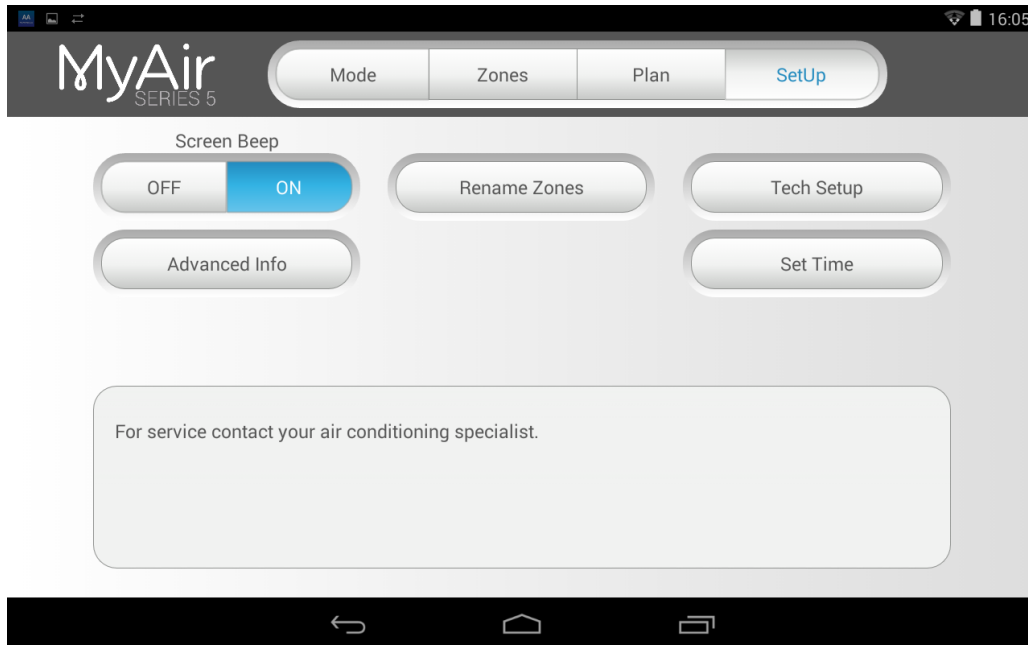 AA
16:05
MyAir
SERIES 5
Mode
Zones
Plan
SetUp
Screen Beep
OFF
ON
Rename Zones
Tech Setup
Advanced Info
Set Time
For service contact your air conditioning specialist.